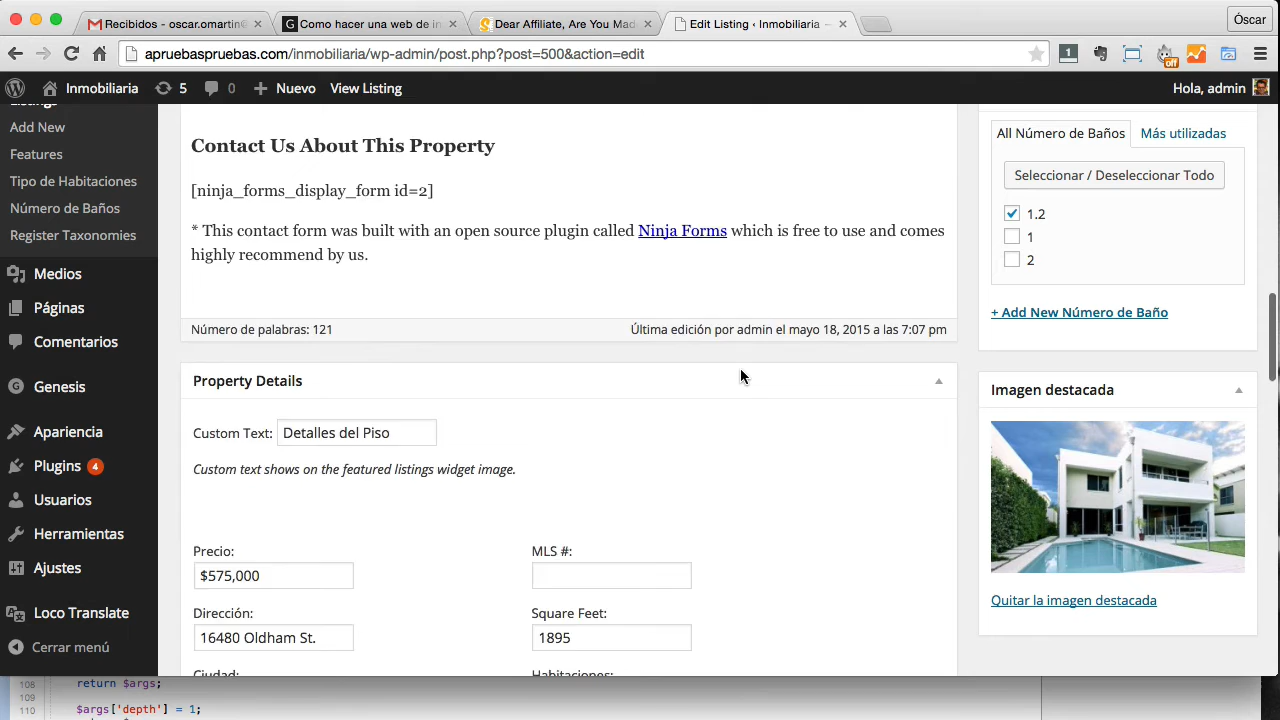 Recibidos – oscar.omartin@
Como hacer una web de in
Dear Affiliate, Are You Mad
Edit Listing ‹ Inmobiliaria —
Óscar
apruebaspruebas.com/inmobiliaria/wp-admin/post.php?post=500&action=edit
1
off
Inmobiliaria
5
0
Nuevo
View Listing
Hola, admin
Listings
Add New
Features
Tipo de Habitaciones
Número de Baños
Register Taxonomies
Medios
Páginas
Comentarios
Genesis
Apariencia
Plugins 4
Usuarios
Herramientas
Ajustes
Loco Translate
Cerrar menú
Contact Us About This Property
[ninja_forms_display_form id=2]
* This contact form was built with an open source plugin called Ninja Forms which is free to use and comes
highly recommend by us.
Número de palabras: 121
Última edición por admin el mayo 18, 2015 a las 7:07 pm
Property Details
Custom Text: Detalles del Piso
Custom text shows on the featured listings widget image.
Precio:
$575,000
MLS #:
Dirección:
16480 Oldham St.
Square Feet:
1895
Ciudad:
Habitaciones:
All Número de Baños
Más utilizadas
Seleccionar / Deseleccionar Todo
1.2
1
2
+ Add New Número de Baño
Imagen destacada
Quitar la imagen destacada
108
return $args;
109
110
$args['depth'] = 1;